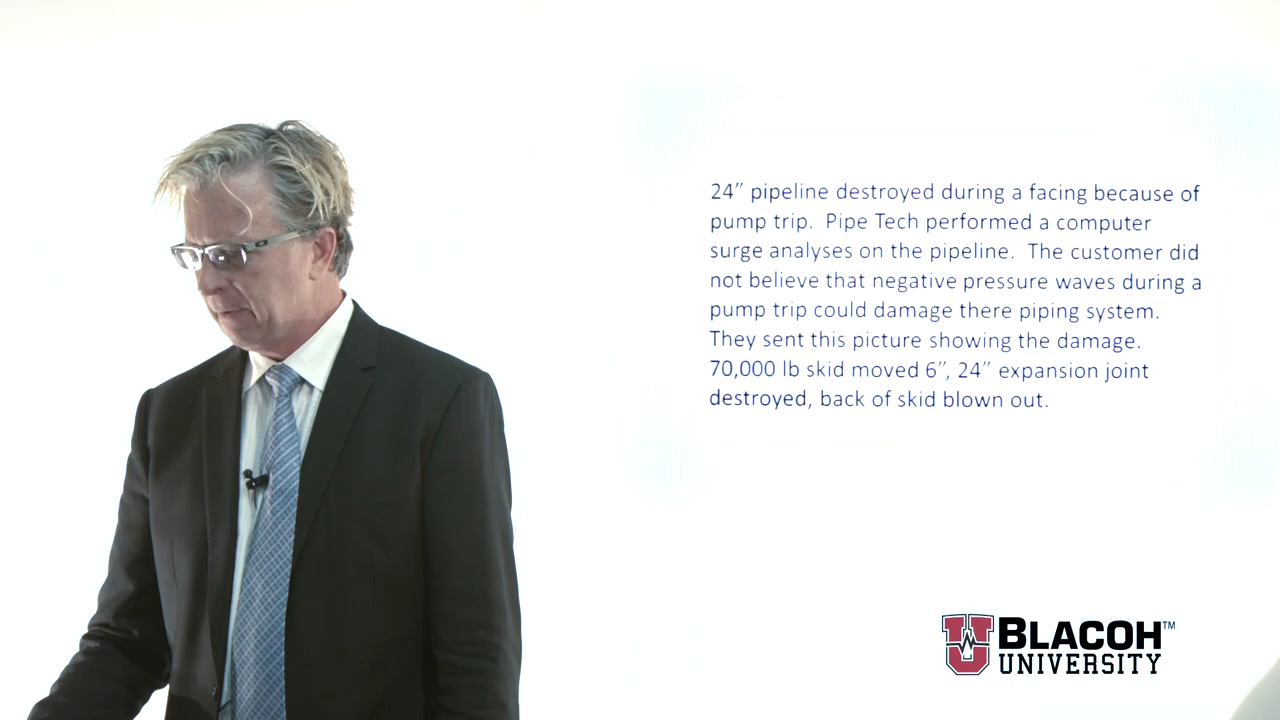 24” pipeline destroyed during a facing because of
pump trip.  Pipe Tech performed a computer
surge analyses on the pipeline.  The customer did
not believe that negative pressure waves during a
pump trip could damage there piping system.
They sent this picture showing the damage.
70,000 lb skid moved 6”, 24” expansion joint
destroyed, back of skid blown out.
U BLACOH™
UNIVERSITY